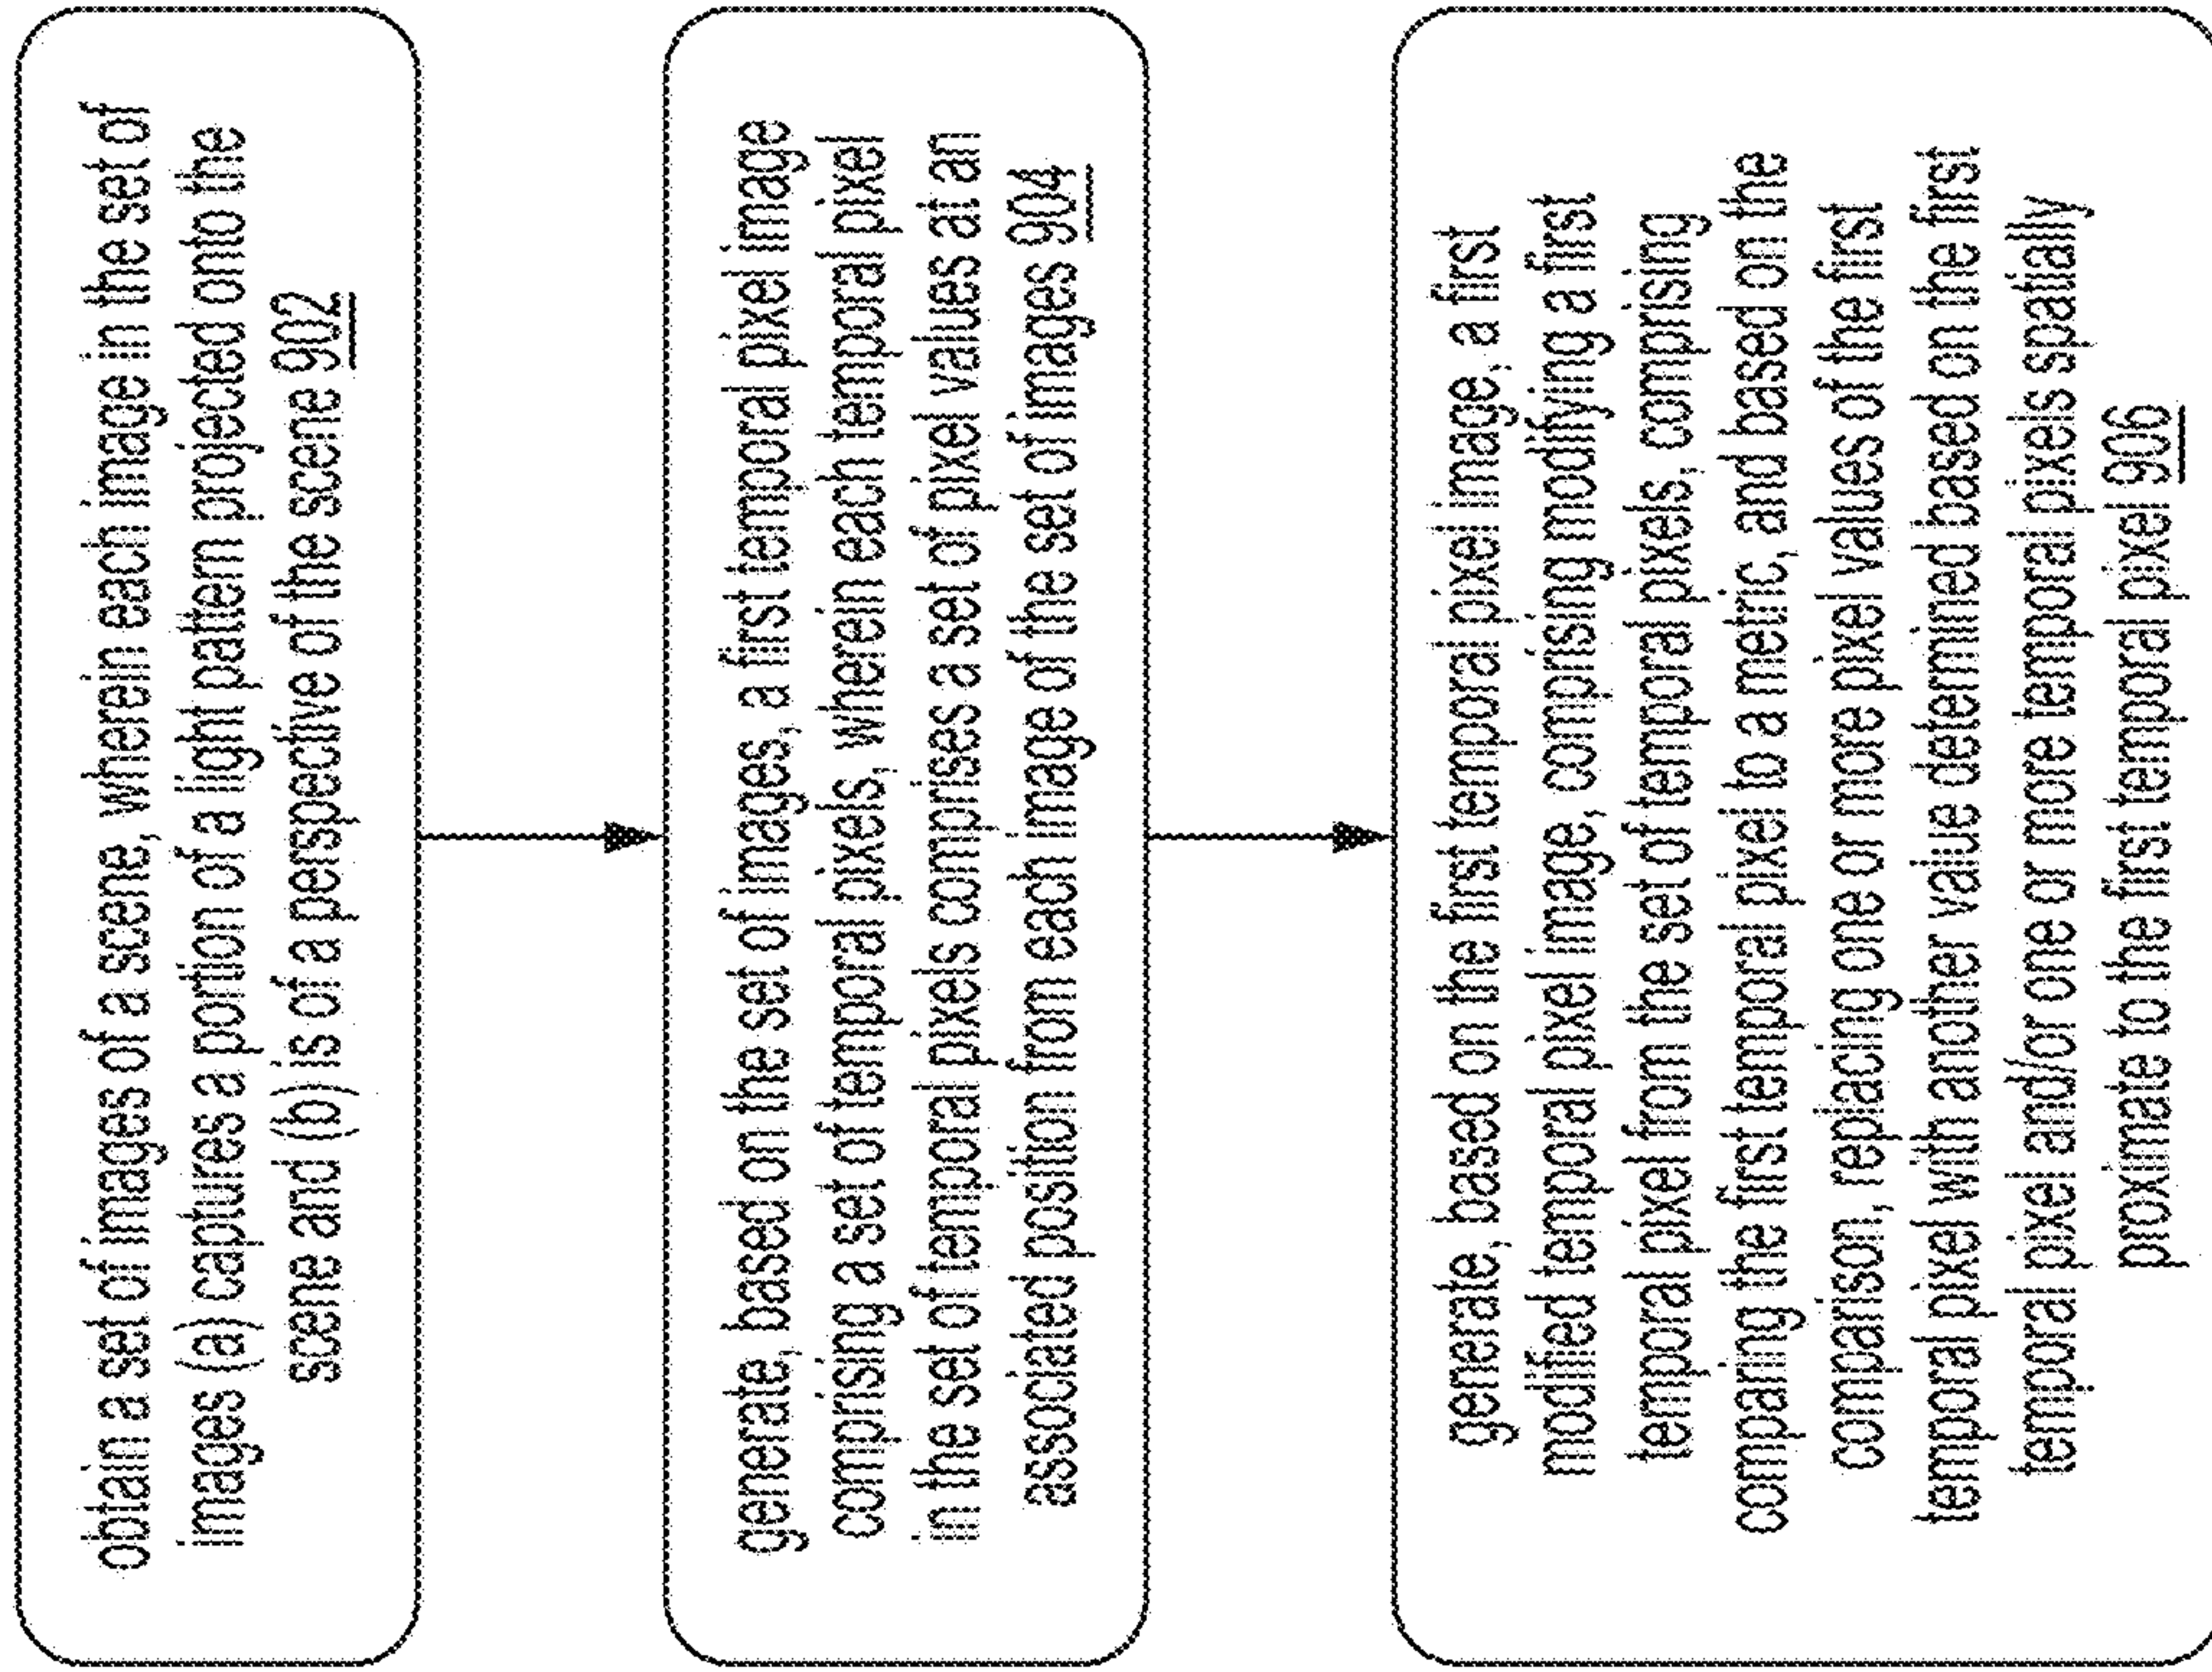 obtain a set of images of a scene, wherein each image in the set of
images (a) captures a portion of a light pattern projected onto the
scene and (b) is of a perspective of the scene 902
generate, based on the set of images, a first temporal pixel image
comprising a set of temporal pixels, wherein each temporal pixel
in the set of temporal pixels comprises a set of pixel values at an
associated position from each image of the set of images 904
generate, based on the first temporal pixel image, a first
modified temporal pixel image, comprising modifying a first
temporal pixel from the set of temporal pixels, comprising
comparing the first temporal pixel to a metric, and based on the
comparison, replacing one or more pixel values of the first
temporal pixel with another value determined based on the first
temporal pixel and/or one or more temporal pixels spatially
proximate to the first temporal pixel 906